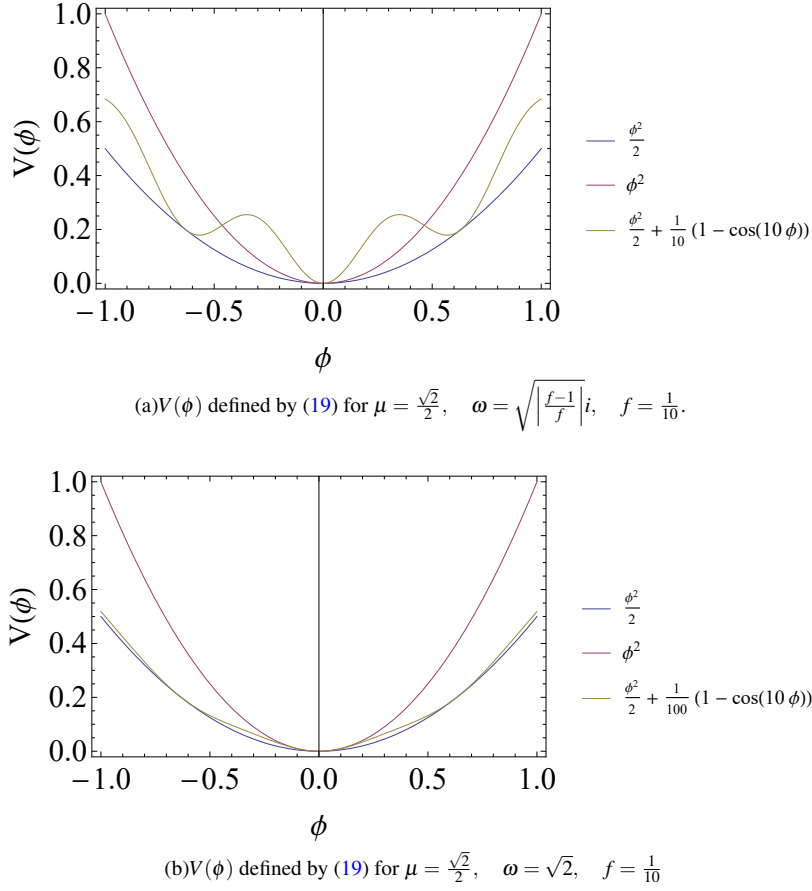 1.0
0.8
0.6
0.4
0.2
0.0
V(ϕ)
−1.0 −0.5 0.0 0.5 1.0
ϕ
ϕ²/2
ϕ²
ϕ²/2 + 1/10 (1 − cos(10 ϕ))
(a)V(ϕ) defined by (19) for μ = √2/2, ω = √|f−1/f| i, f = 1/10.
1.0
0.8
0.6
0.4
0.2
0.0
V(ϕ)
−1.0 −0.5 0.0 0.5 1.0
ϕ
ϕ²/2
ϕ²
ϕ²/2 + 1/100 (1 − cos(10 ϕ))
(b)V(ϕ) defined by (19) for μ = √2/2, ω = √2, f = 1/10